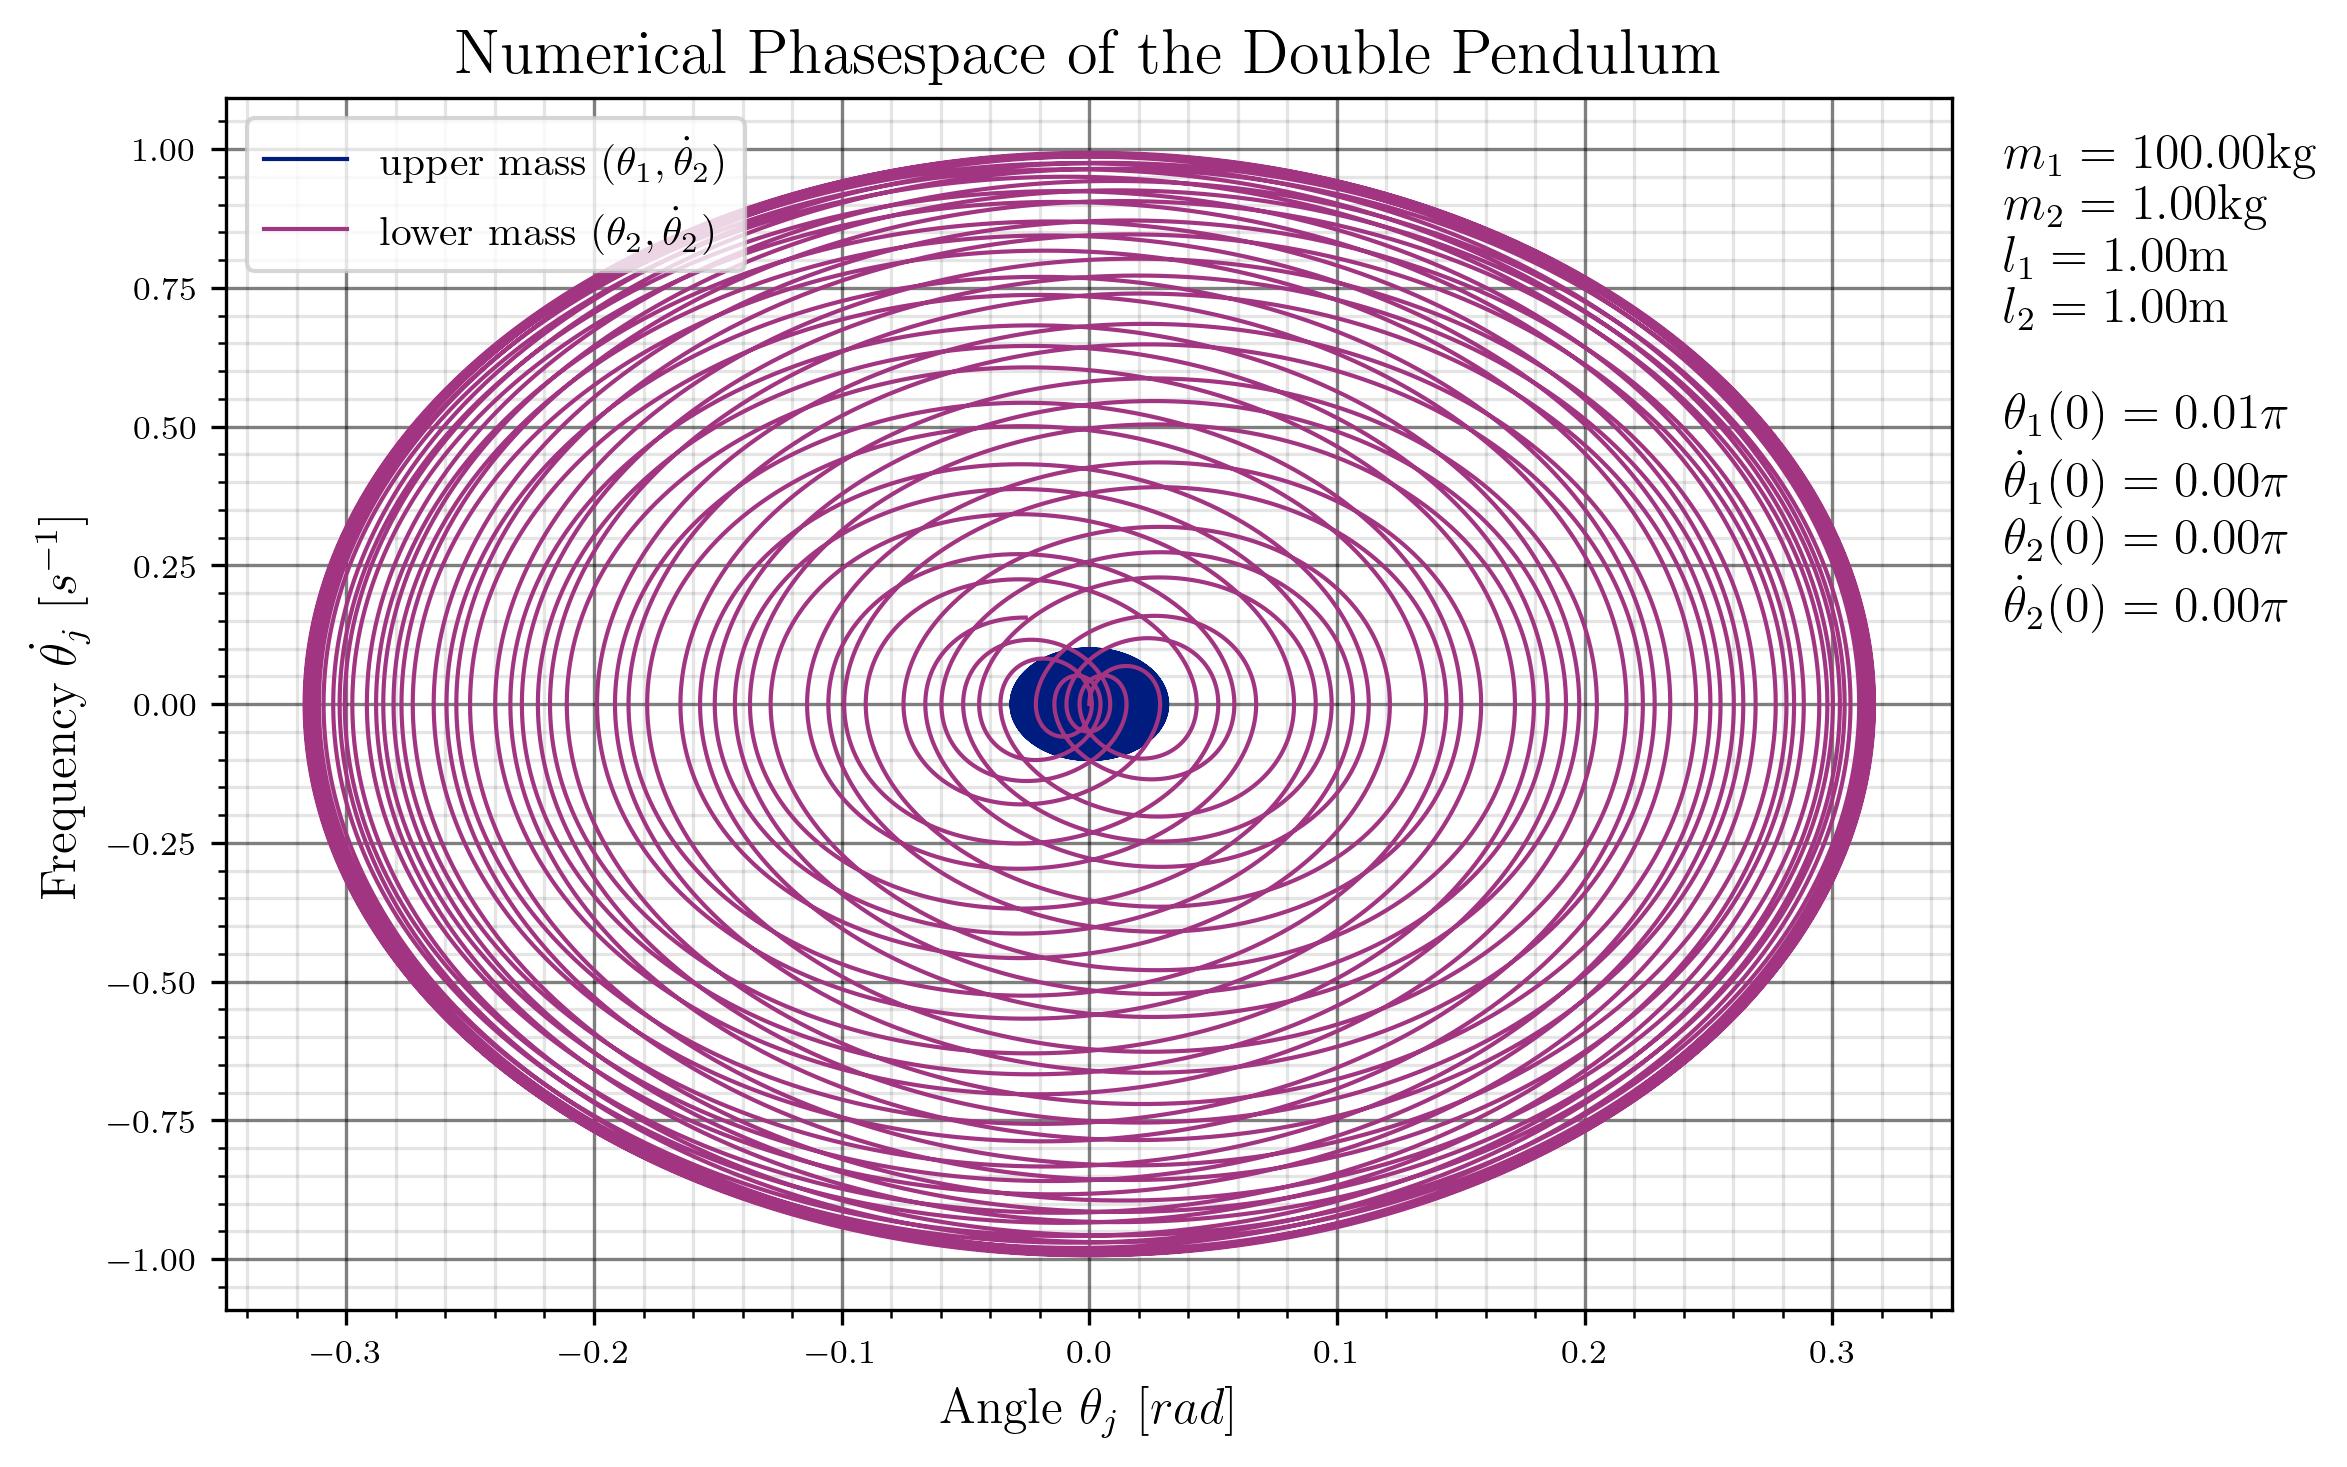 Numerical Phasespace of the Double Pendulum
upper mass (θ₁, θ̇₂)
lower mass (θ₂, θ̇₂)
1.00
0.75
0.50
0.25
0.00
−0.25
−0.50
−0.75
−1.00
Frequency θ̇ⱼ [s⁻¹]
−0.3 −0.2 −0.1 0.0 0.1 0.2 0.3
Angle θⱼ [rad]
m₁ = 100.00kg
m₂ = 1.00kg
l₁ = 1.00m
l₂ = 1.00m
θ₁(0) = 0.01π
θ̇₁(0) = 0.00π
θ₂(0) = 0.00π
θ̇₂(0) = 0.00π